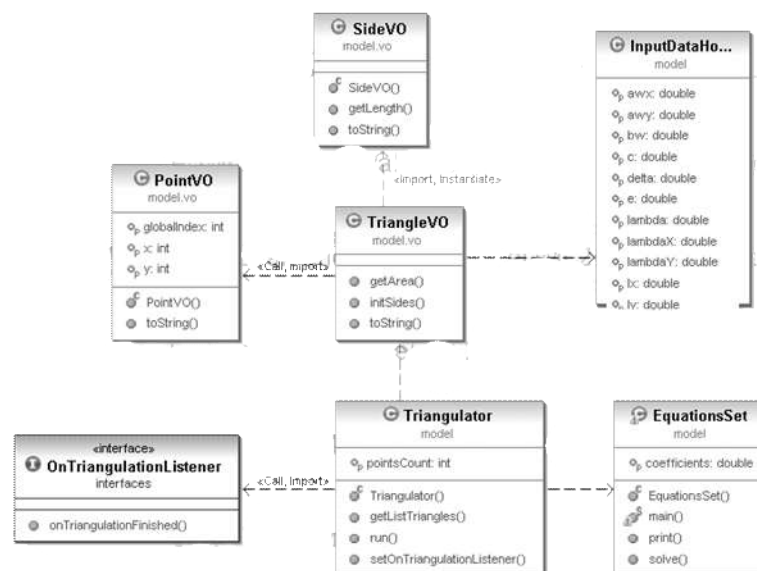 SideVO
model.vo
SideVO()
getLength()
toString()
InputDataHo...
model
awx: double
awy: double
bw: double
c: double
delta: double
e: double
lambda: double
lambdaX: double
lambdaY: double
lx: double
ly: double
«Import, Instantiate»
PointVO
model.vo
globalIndex: int
x: int
y: int
PointVO()
toString()
«Call, Import»
TriangleVO
model.vo
getArea()
initSides()
toString()
Triangulator
model
pointsCount: int
Triangulator()
getListTriangles()
run()
setOnTriangulationListener()
EquationsSet
model
coefficients: double
EquationsSet()
main()
print()
solve()
«interface»
OnTriangulationListener
interfaces
onTriangulationFinished()
«Call, Import»